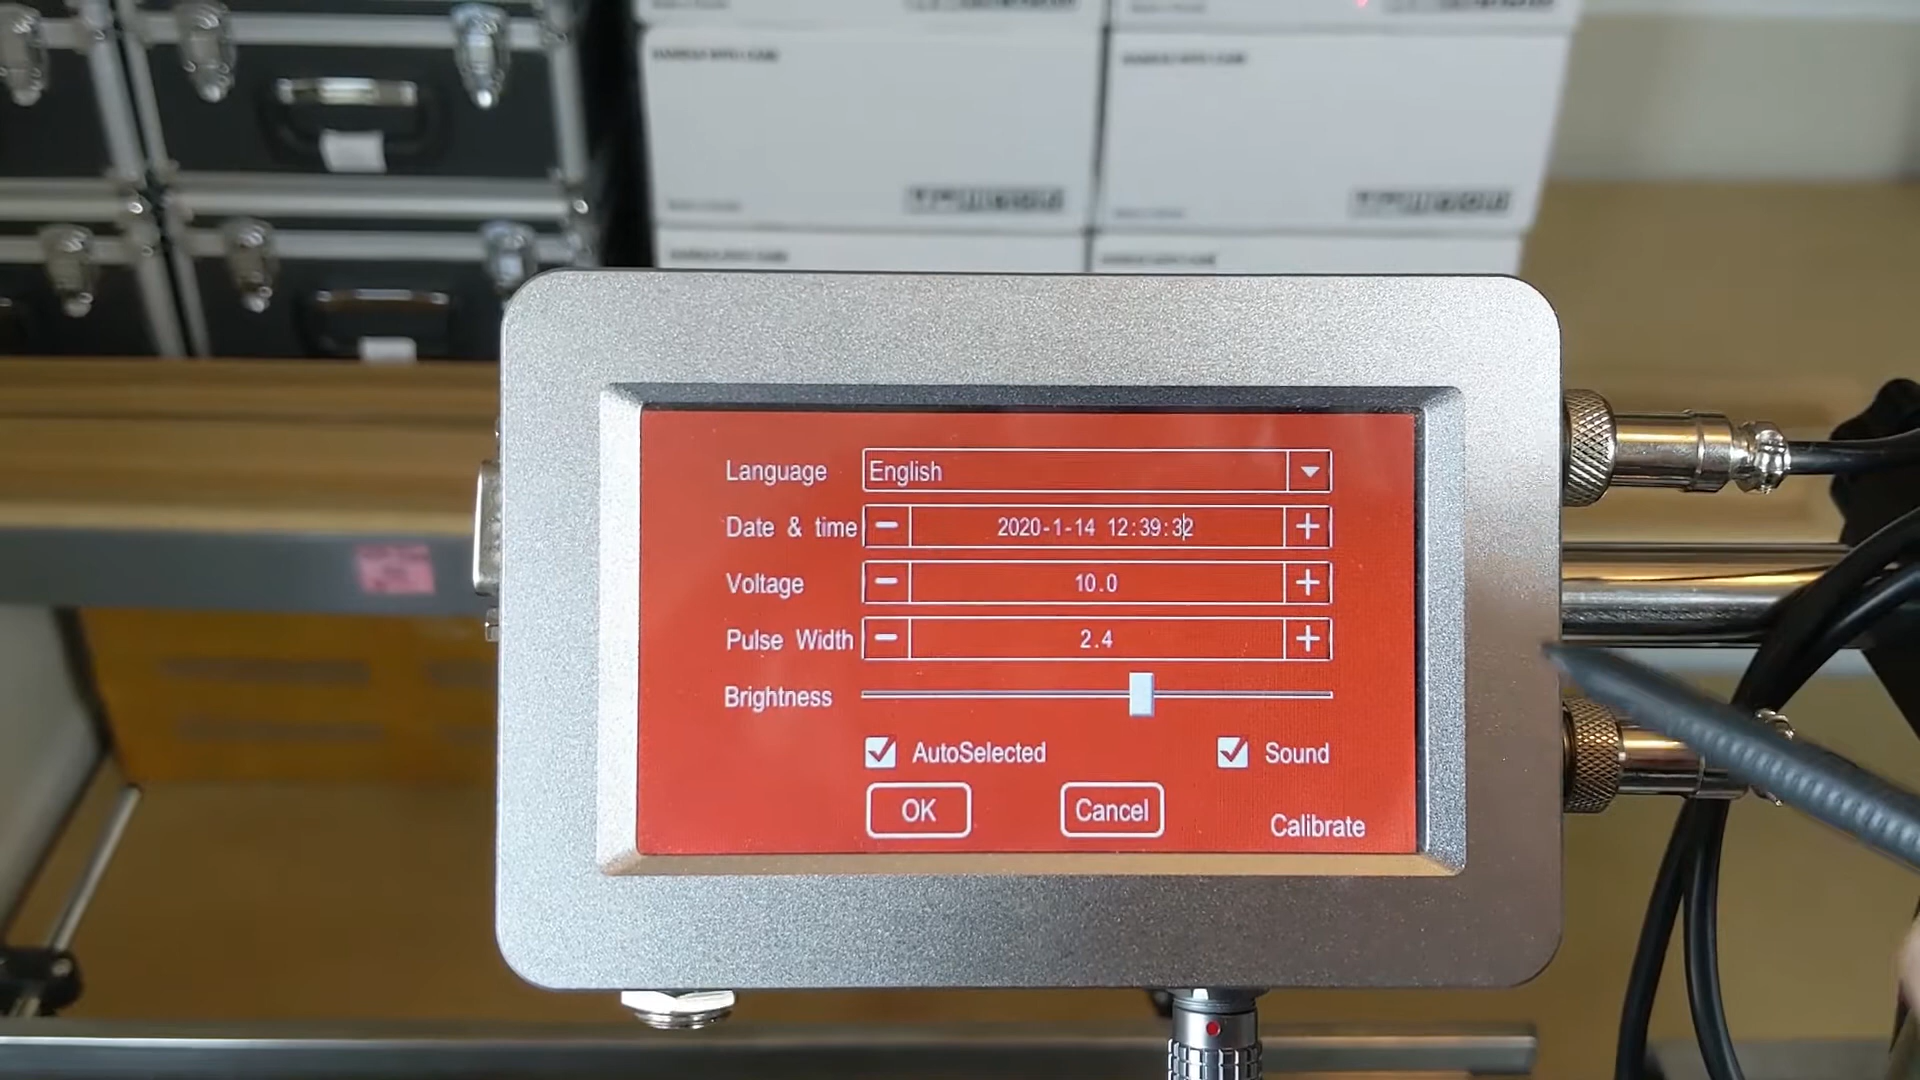 Language English
Date & time − 2020-1-14 12:39:32 +
Voltage − 10.0 +
Pulse Width − 2.4 +
Brightness
AutoSelected Sound
OK Cancel Calibrate